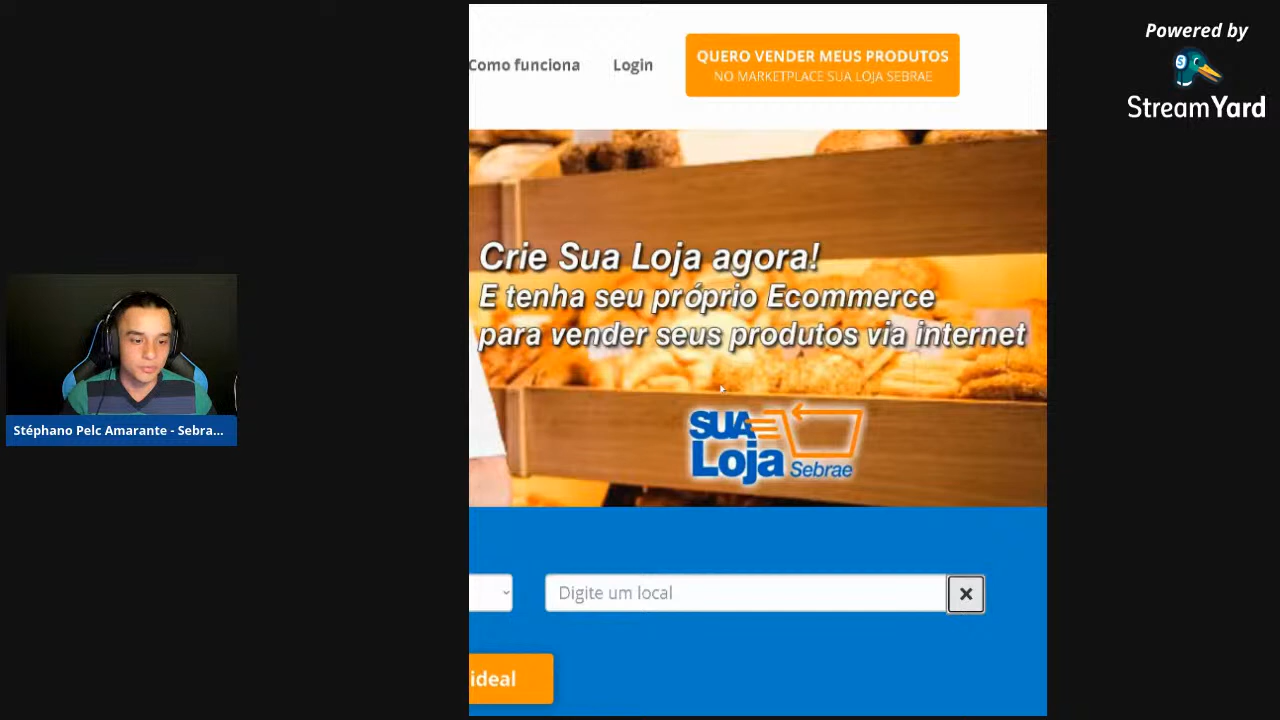 Powered by
StreamYard
Como funciona
Login
QUERO VENDER MEUS PRODUTOS
NO MARKETPLACE SUA LOJA SEBRAE
Crie Sua Loja agora!
E tenha seu próprio Ecommerce
para vender seus produtos via internet
SUA
Loja Sebrae
Stéphano Pelc Amarante - Sebra...
Digite um local
ideal